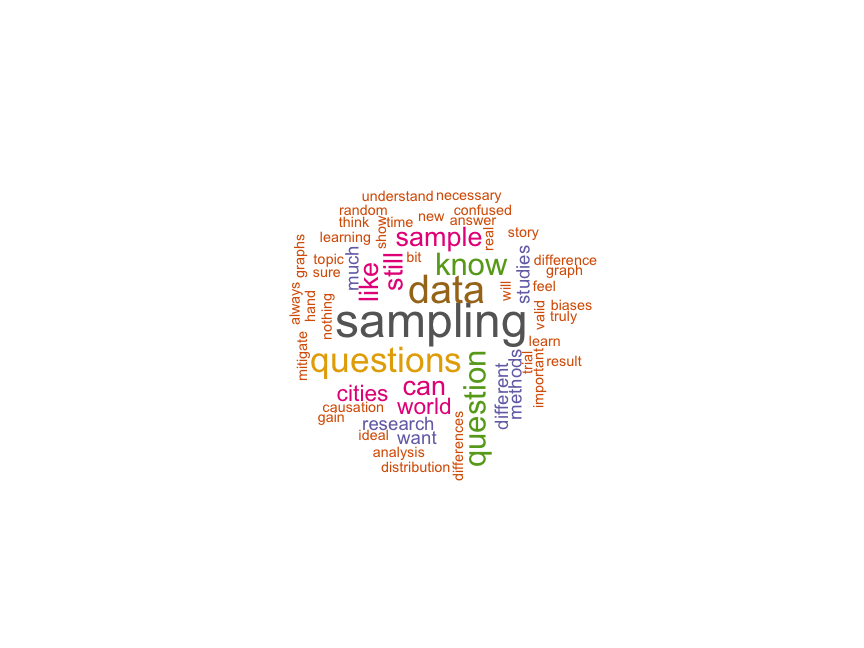 understand necessary
random confused
think time new answer
show
learning sample real story
graphs topic still bit know studies difference
sure much like graph
data will feel
always hand nothing valid biases
sampling truly
mitigate learn
questions trial result
important
question different methods
cities can
causation world
gain research
ideal want
analysis differences
distribution